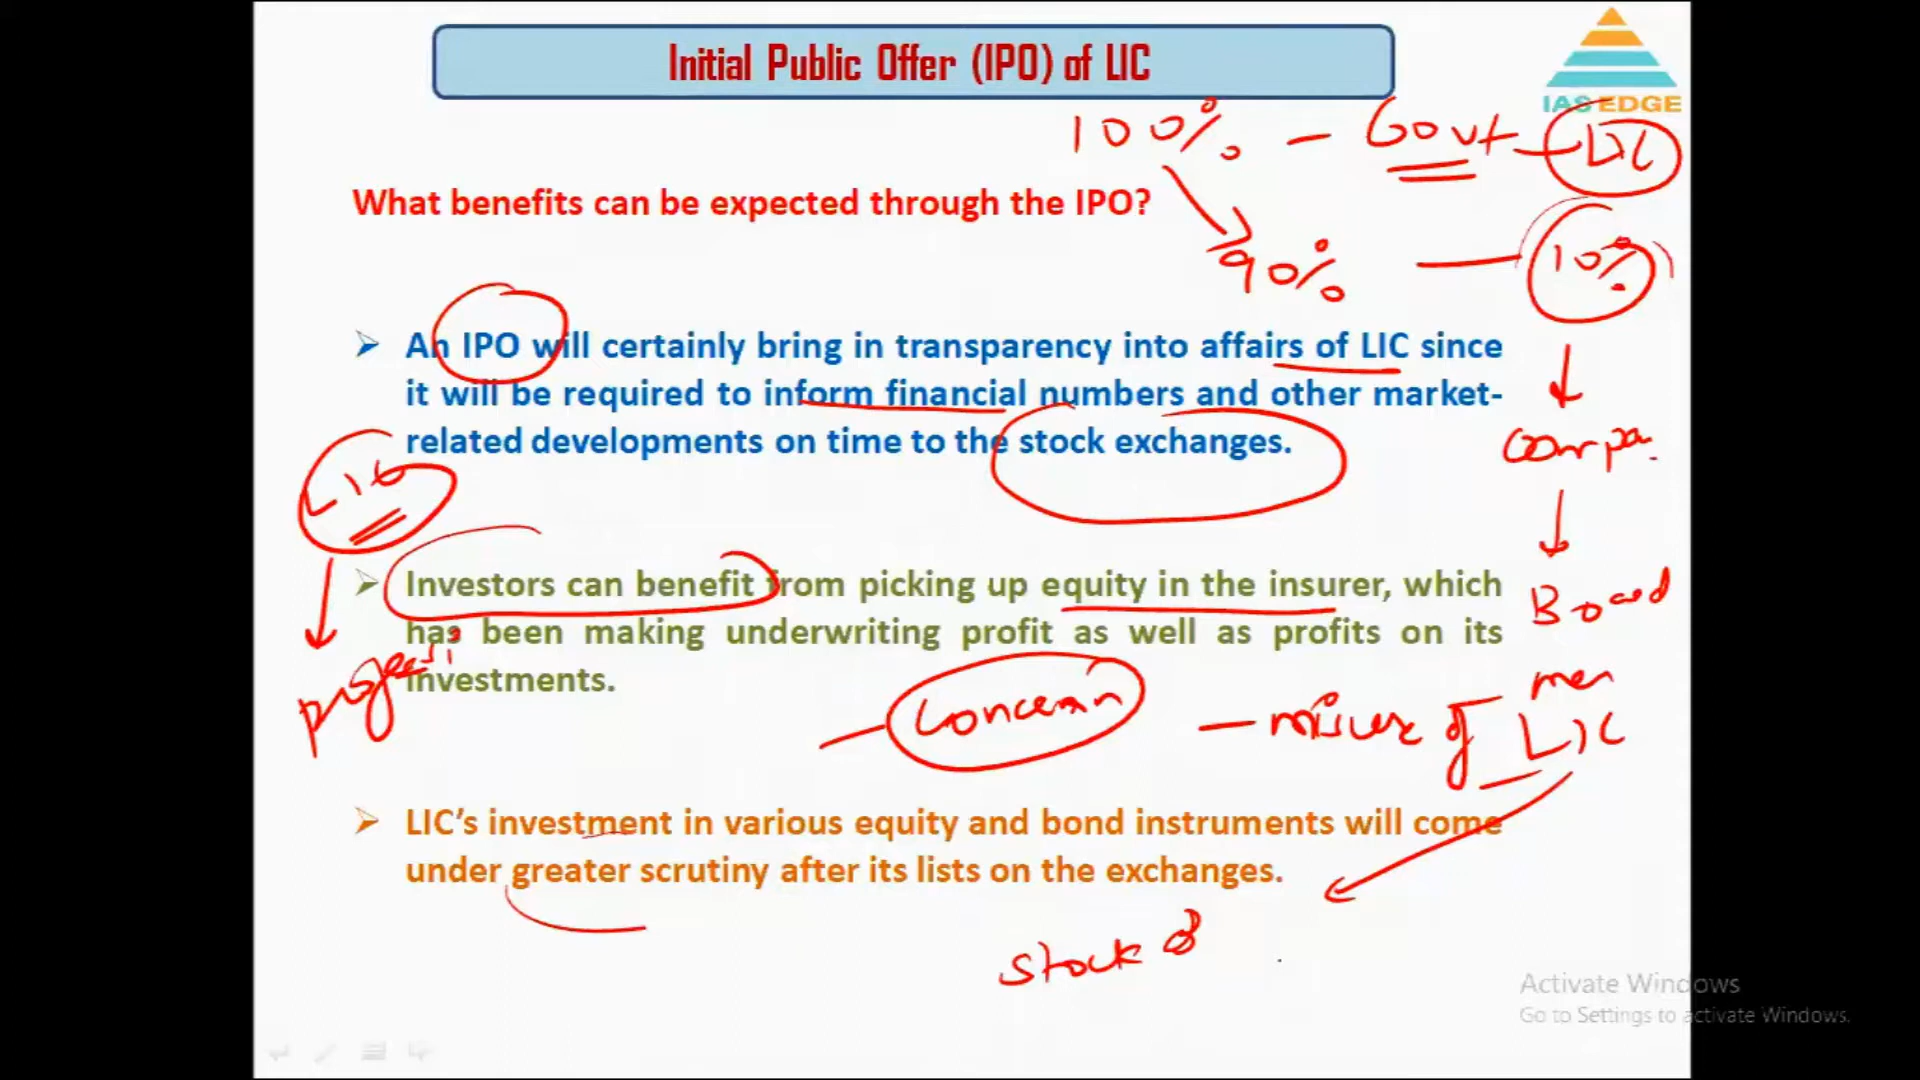 Initial Public Offer (IPO) of LIC
IAS EDGE
100% - Govt - LIC
What benefits can be expected through the IPO?
90% - 10%
➢ An IPO will certainly bring in transparency into affairs of LIC since
it will be required to inform financial numbers and other market-
related developments on time to the stock exchanges.
compa.
LIC
Board
➢ Investors can benefit from picking up equity in the insurer, which
has been making underwriting profit as well as profits on its
investments.
men
- concern - misuse of LIC
➢ LIC's investment in various equity and bond instruments will come
under greater scrutiny after its lists on the exchanges.
stock
Activate Windows
Go to Settings to activate Windows.